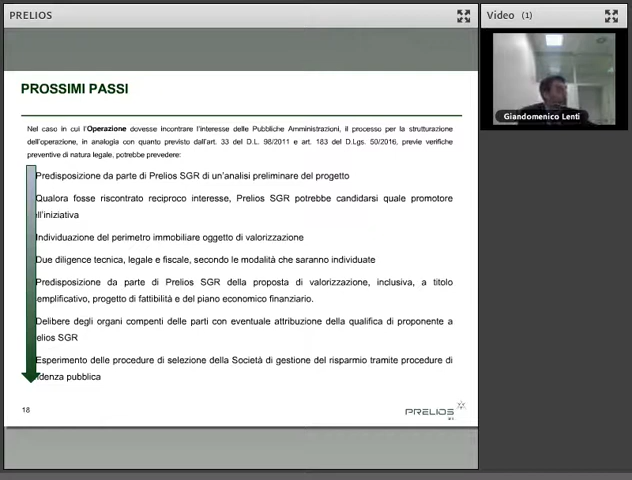 PRELIOS
Video (1)
Giandomenico Lenti
PROSSIMI PASSI
Nel caso in cui l'Operazione dovesse incontrare l'interesse delle Pubbliche Amministrazioni, il processo per la strutturazione
dell'operazione, in analogia con quanto previsto dall'art. 33 del D.L. 98/2011 e art. 183 del D.Lgs. 50/2016, previe verifiche
preventive di natura legale, potrebbe prevedere:
Predisposizione da parte di Prelios SGR di un'analisi preliminare del progetto
Qualora fosse riscontrato reciproco interesse, Prelios SGR potrebbe candidarsi quale promotore
ell'iniziativa
Individuazione del perimetro immobiliare oggetto di valorizzazione
Due diligence tecnica, legale e fiscale, secondo le modalità che saranno individuate
Predisposizione da parte di Prelios SGR della proposta di valorizzazione, inclusiva, a titolo
emplificativo, progetto di fattibilità e del piano economico finanziario.
Delibere degli organi compenti delle parti con eventuale attribuzione della qualifica di proponente a
elios SGR
Esperimento delle procedure di selezione della Società di gestione del risparmio tramite procedure di
idenza pubblica
18
PRELIOS